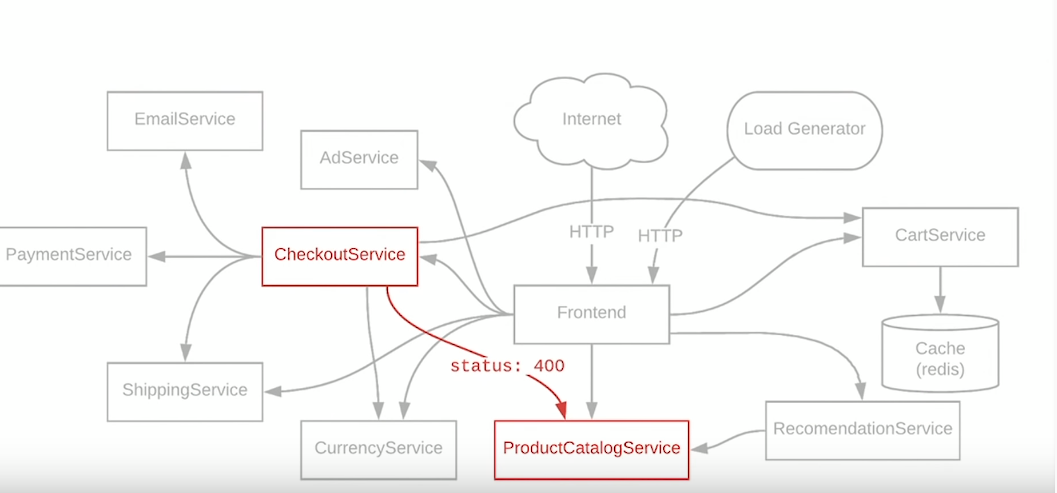 EmailService
Internet
Load Generator
AdService
HTTP
HTTP
CartService
PaymentService
CheckoutService
Frontend
status: 400
Cache
(redis)
ShippingService
CurrencyService
ProductCatalogService
RecomendationService